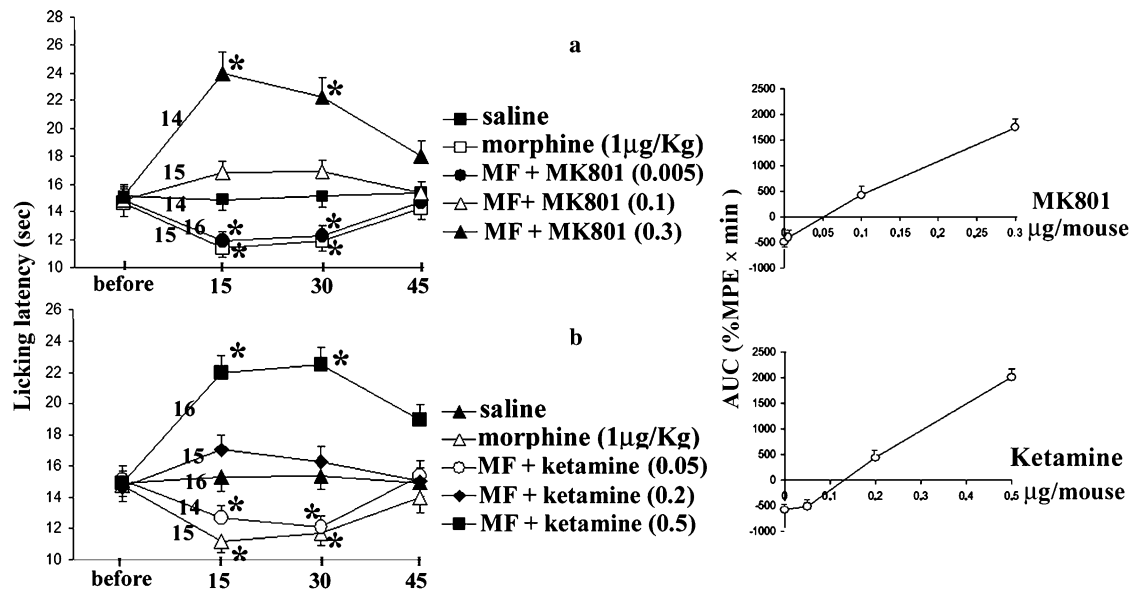 Licking latency (sec)
a
28
26
24
22
20
18
16
14
12
10
14
15
14
16
15
*
*
*
*
*
*
before
15
30
45
saline
morphine (1µg/Kg)
MF + MK801 (0.005)
MF+ MK801 (0.1)
MF + MK801 (0.3)
b
26
24
22
20
18
16
14
12
10
16
15
16
14
15
*
*
*
*
*
*
before
15
30
45
saline
morphine (1µg/Kg)
MF + ketamine (0.05)
MF + ketamine (0.2)
MF + ketamine (0.5)
AUC (%MPE × min)
2500
2000
1500
1000
500
0
-500
-1000
0 0,05 0,1 0,15 0,2 0,25 0,3
MK801
µg/mouse
2500
2000
1500
1000
500
0
-500
-1000
0 0,1 0,2 0,3 0,4 0,5
Ketamine
µg/mouse